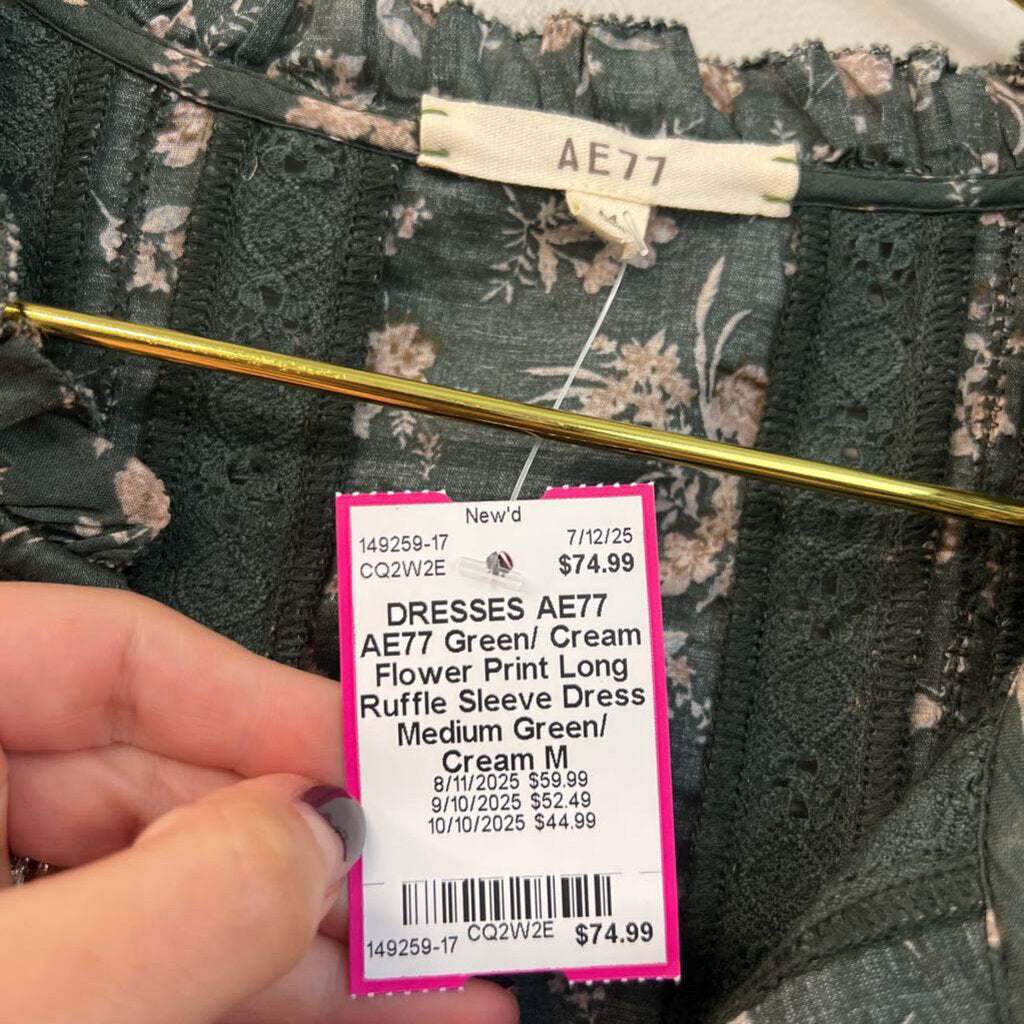 AE77
New'd
149259-17 7/12/25
CQ2W2E $74.99
DRESSES AE77
AE77 Green/ Cream
Flower Print Long
Ruffle Sleeve Dress
Medium Green/
Cream M
8/11/2025 $59.99
9/10/2025 $52.49
10/10/2025 $44.99
149259-17 CQ2W2E $74.99